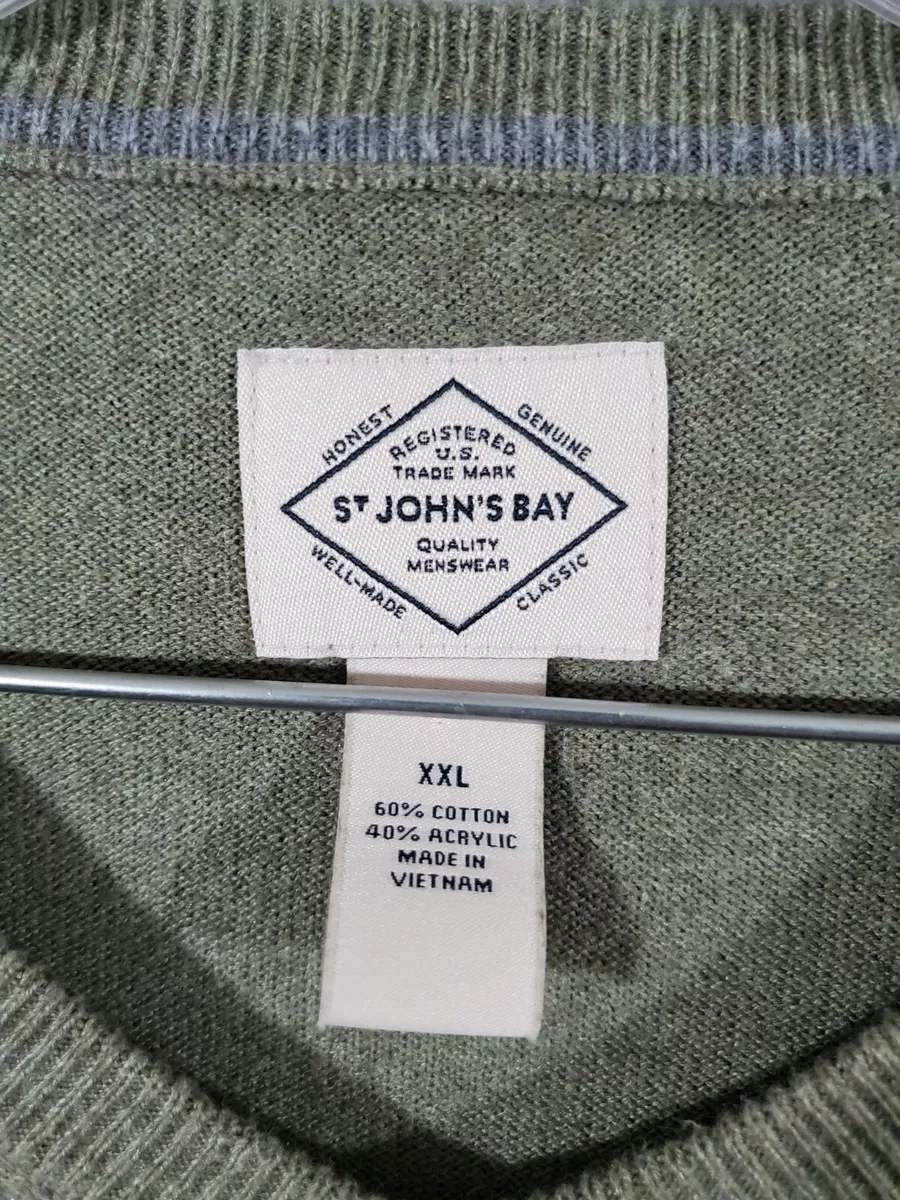 HONEST
GENUINE
REGISTERED
U.S.
TRADE MARK
ST JOHN'S BAY
QUALITY
MENSWEAR
WELL-MADE
CLASSIC
XXL
60% COTTON
40% ACRYLIC
MADE IN
VIETNAM